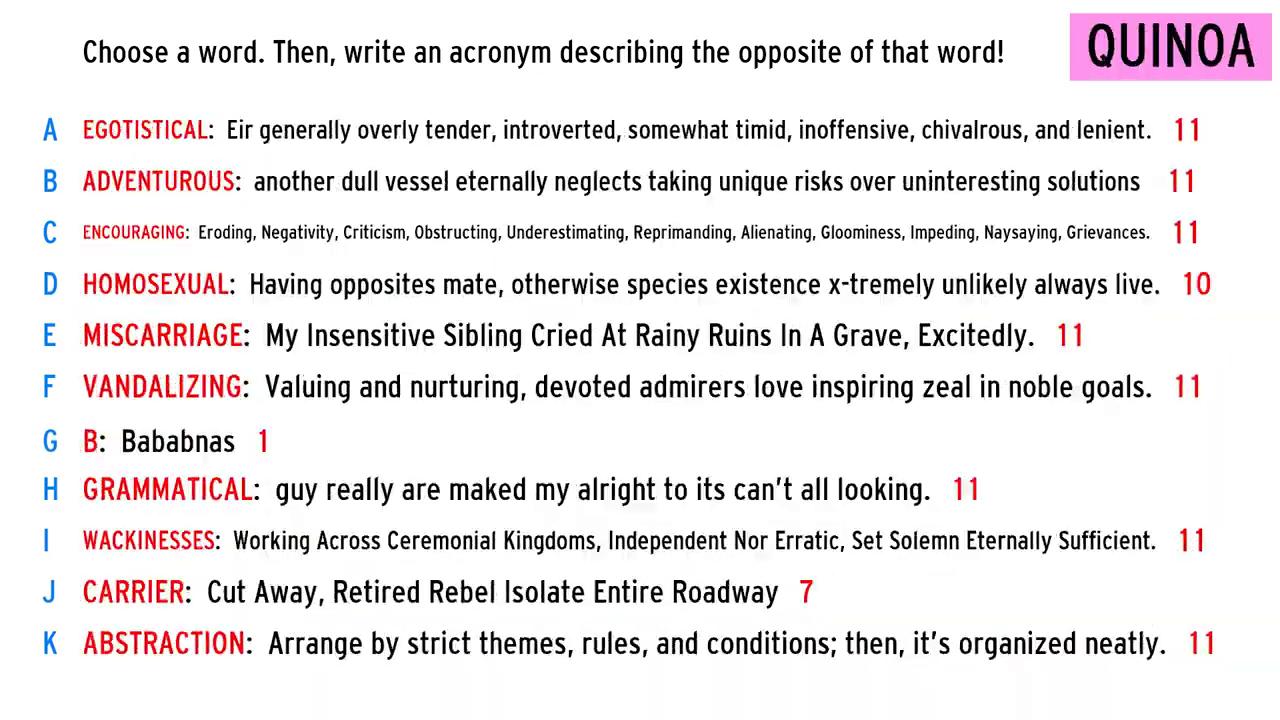 Choose a word. Then, write an acronym describing the opposite of that word!
QUINOA
A EGOTISTICAL: Eir generally overly tender, introverted, somewhat timid, inoffensive, chivalrous, and lenient. 11
B ADVENTUROUS: another dull vessel eternally neglects taking unique risks over uninteresting solutions 11
C ENCOURAGING: Eroding, Negativity, Criticism, Obstructing, Underestimating, Reprimanding, Alienating, Gloominess, Impeding, Naysaying, Grievances. 11
D HOMOSEXUAL: Having opposites mate, otherwise species existence x-tremely unlikely always live. 10
E MISCARRIAGE: My Insensitive Sibling Cried At Rainy Ruins In A Grave, Excitedly. 11
F VANDALIZING: Valuing and nurturing, devoted admirers love inspiring zeal in noble goals. 11
G B: Bababnas 1
H GRAMMATICAL: guy really are maked my alright to its can't all looking. 11
I WACKINESSES: Working Across Ceremonial Kingdoms, Independent Nor Erratic, Set Solemn Eternally Sufficient. 11
J CARRIER: Cut Away, Retired Rebel Isolate Entire Roadway 7
K ABSTRACTION: Arrange by strict themes, rules, and conditions; then, it's organized neatly. 11